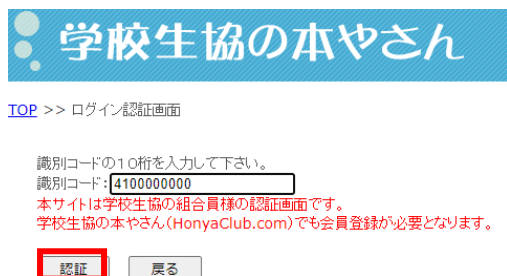 学校生協の本やさん
TOP >> ログイン認証画面
識別コードの１０桁を入力して下さい。
識別コード：4100000000
本サイトは学校生協の組合員様の認証画面です。
学校生協の本やさん（HonyaClub.com）でも会員登録が必要となります。
認証 戻る